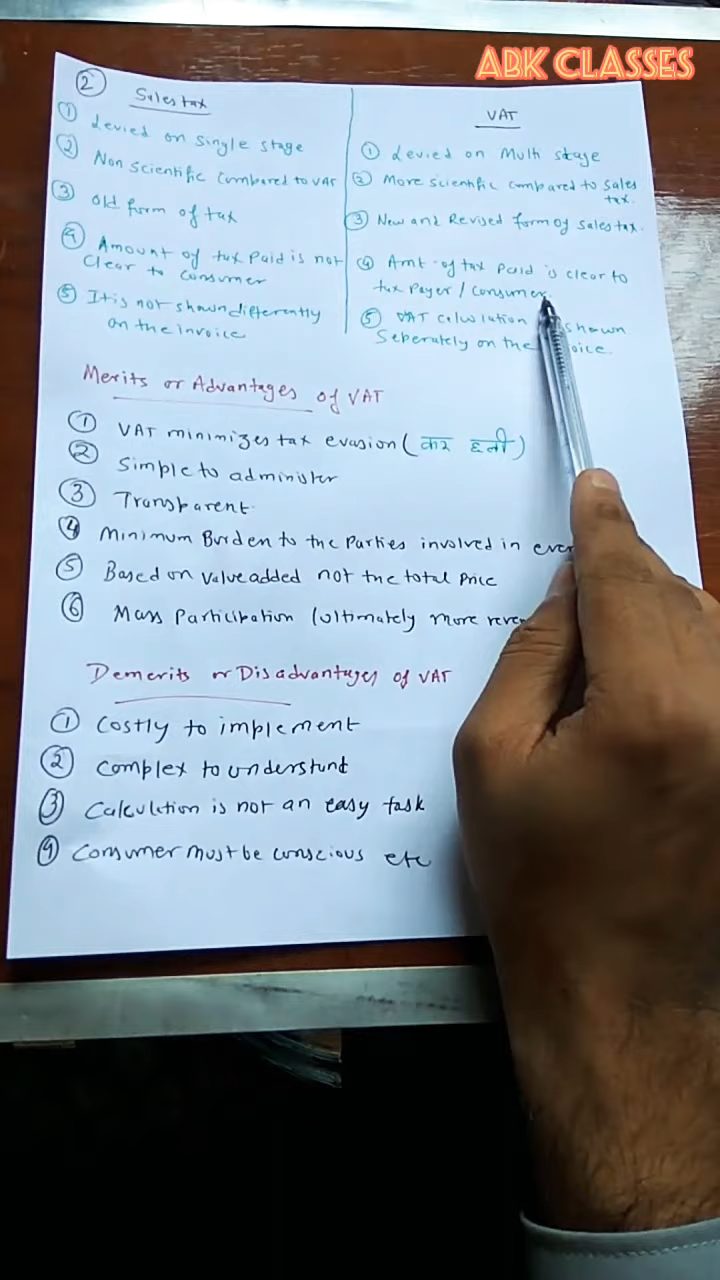 ABK CLASSES
② Sales tax
① Levied on single stage
② Non scientific compared to VAT
③ Old form of tax
④ Amount of tax Paid is not
clear to consumer
⑤ It is not shown differently
on the invoice
VAT
① Levied on Multi stage
② More scientific compared to sales
tax.
③ New and Revised form of sales tax.
④ Amt. of tax paid is clear to
tax Payer / consumer.
⑤ VAT calculation shown
Seberately on the
Merits or Advantages of VAT
① VAT minimizes tax evasion (कर छली)
② Simple to administer
③ Transparent.
④ Minimum Burden to the Parties involved in
⑤ Based on value added not the total Price
⑥ Mass Participation (Ultimately more
Demerits or Disadvantages of VAT
① Costly to implement
② Complex to understand
③ Calculation is not an easy task
④ Consumer must be conscious etc